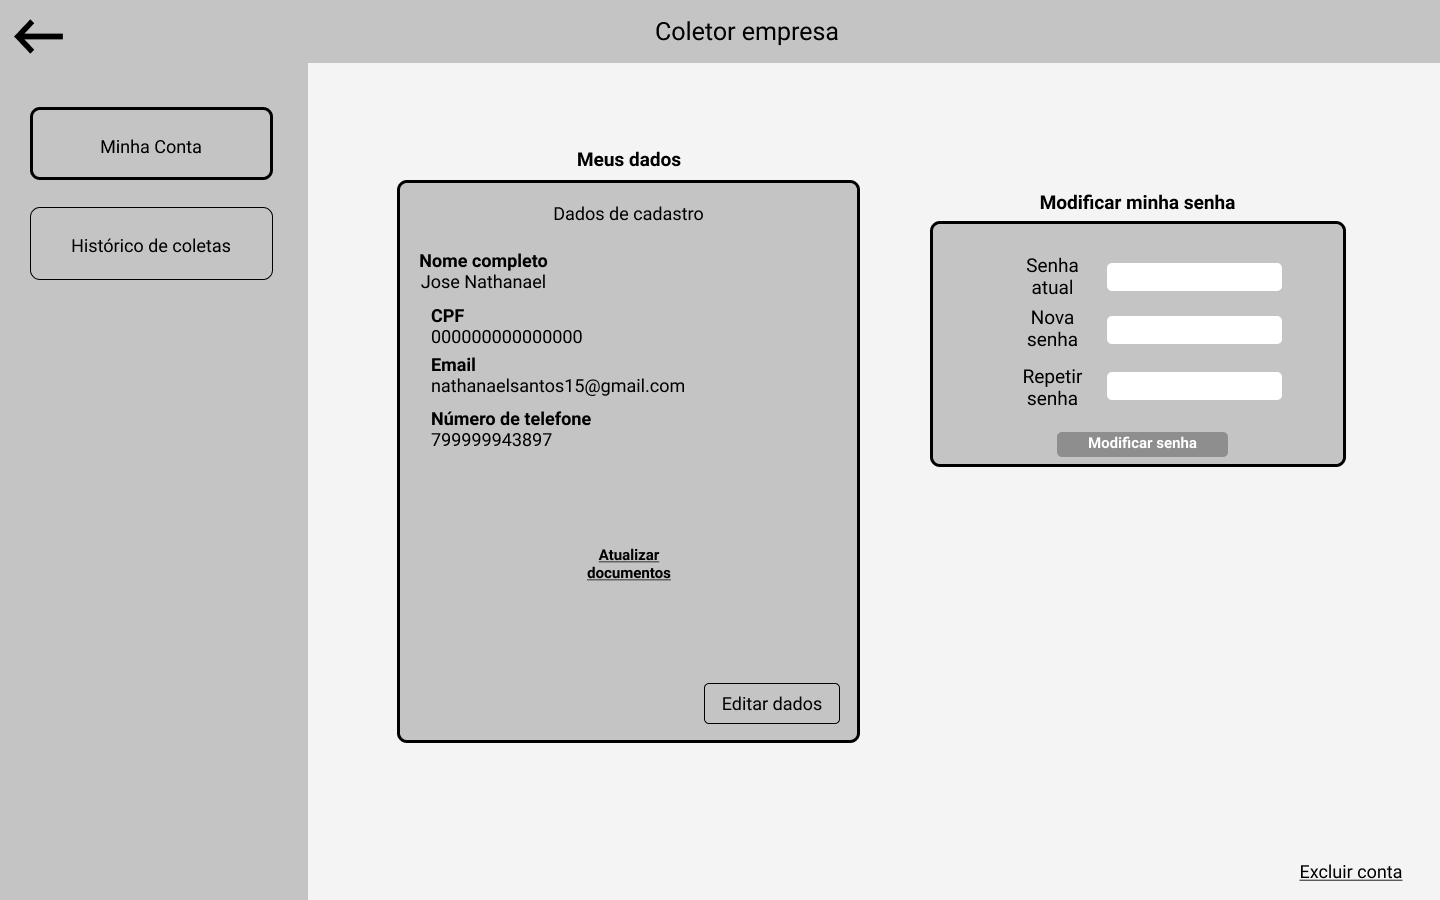 Coletor empresa
Minha Conta
Histórico de coletas
Meus dados
Dados de cadastro
Nome completo
Jose Nathanael
CPF
000000000000000
Email
nathanaelsantos15@gmail.com
Número de telefone
799999943897
Atualizar
documentos
Editar dados
Modificar minha senha
Senha
atual
Nova
senha
Repetir
senha
Modificar senha
Excluir conta